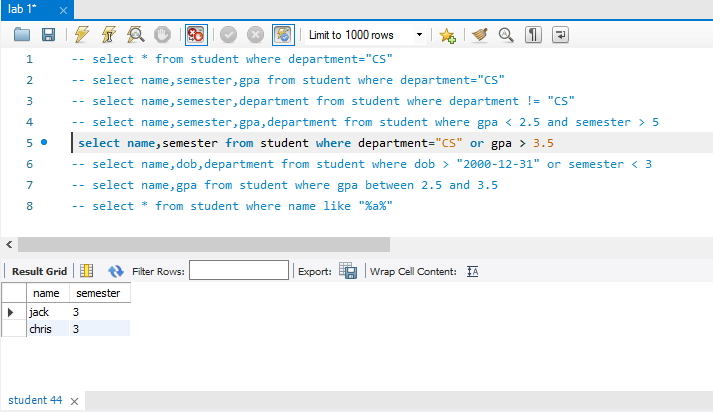 lab 1*
Limit to 1000 rows
1 -- select * from student where department="CS"
2 -- select name,semester,gpa from student where department="CS"
3 -- select name,semester,department from student where department != "CS"
4 -- select name,semester,gpa,department from student where gpa < 2.5 and semester > 5
5 select name,semester from student where department="CS" or gpa > 3.5
6 -- select name,dob,department from student where dob > "2000-12-31" or semester < 3
7 -- select name,gpa from student where gpa between 2.5 and 3.5
8 -- select * from student where name like "%a%"
Result Grid Filter Rows: Export: Wrap Cell Content: IA
name semester
jack 3
chris 3
student 44